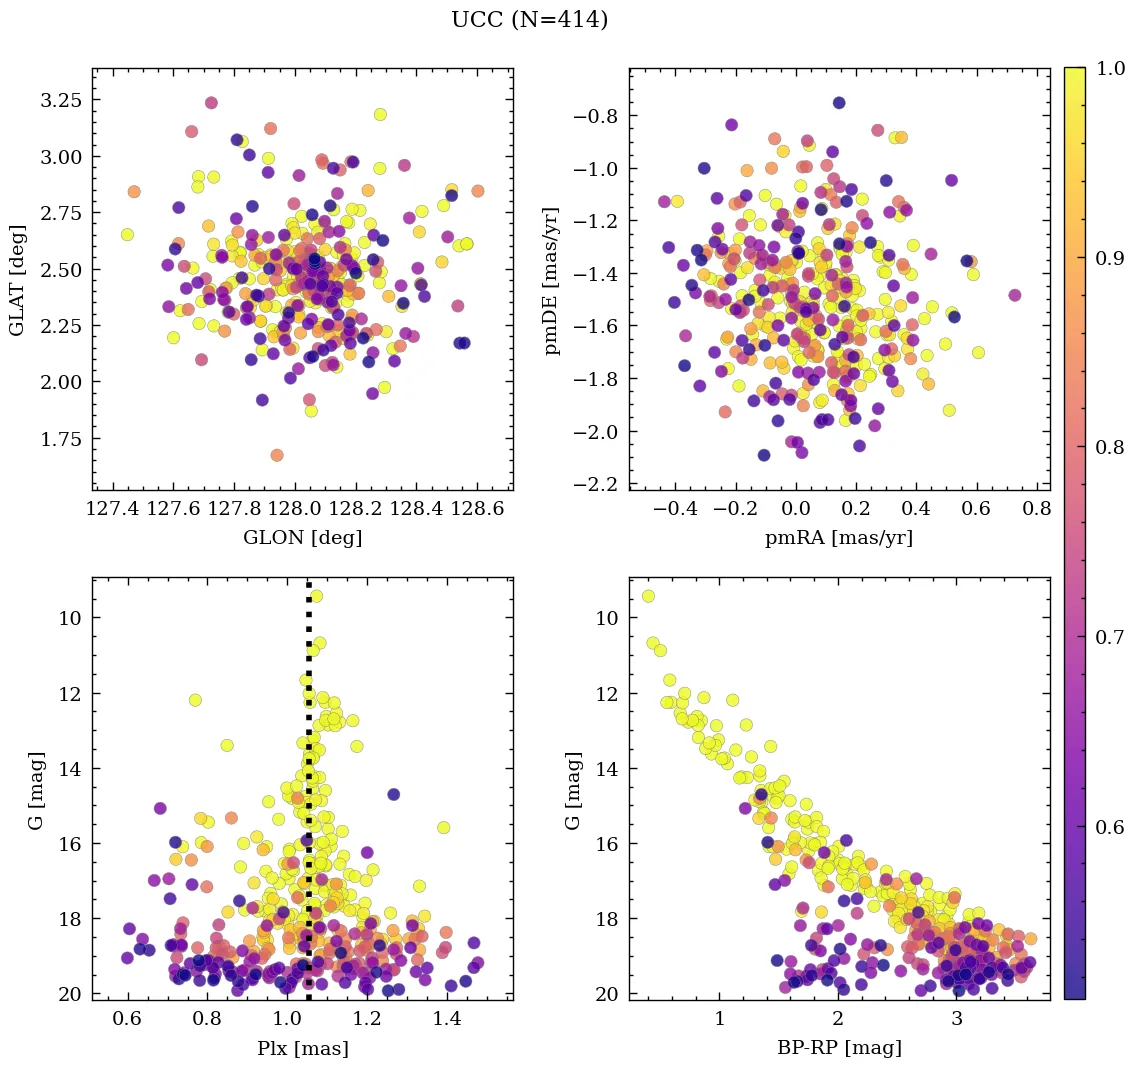 UCC (N=414)
3.25
3.00
2.75
2.50
2.25
2.00
1.75
GLAT [deg]
127.4 127.6 127.8 128.0 128.2 128.4 128.6
GLON [deg]
−0.8
−1.0
−1.2
−1.4
−1.6
−1.8
−2.0
−2.2
pmDE [mas/yr]
−0.4 −0.2 0.0 0.2 0.4 0.6 0.8
pmRA [mas/yr]
10
12
14
16
18
20
G [mag]
0.6 0.8 1.0 1.2 1.4
Plx [mas]
10
12
14
16
18
20
G [mag]
1 2 3
BP-RP [mag]
1.0
0.9
0.8
0.7
0.6